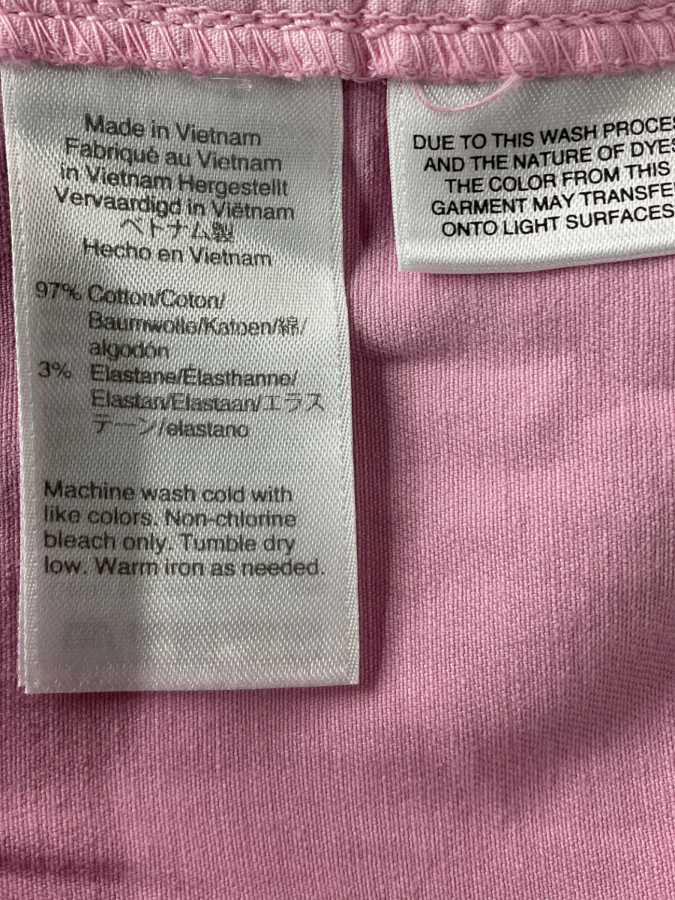 Made in Vietnam
Fabriqué au Vietnam
in Vietnam Hergestellt
Vervaardigd in Viëtnam
ベトナム製
Hecho en Vietnam
97% Cotton/Coton/
Baumwolle/Katoen/綿/
algodón
3% Elastane/Élasthanne/
Elastan/Elastaan/エラス
テーン/elastano
Machine wash cold with
like colors. Non-chlorine
bleach only. Tumble dry
low. Warm iron as needed.
DUE TO THIS WASH PROCES
AND THE NATURE OF DYES
THE COLOR FROM THIS
GARMENT MAY TRANSFE
ONTO LIGHT SURFACES